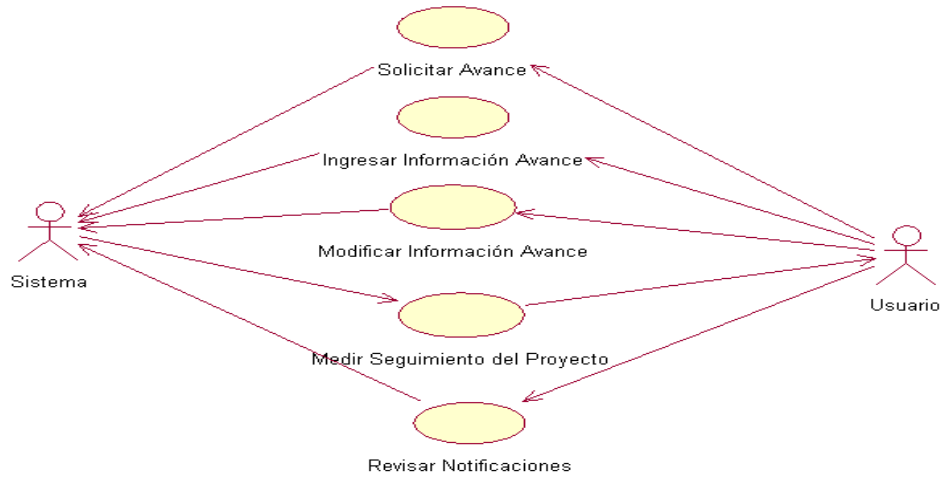 Solicitar Avance
Ingresar Información Avance
Modificar Información Avance
Sistema
Usuario
Medir Seguimiento del Proyecto
Revisar Notificaciones